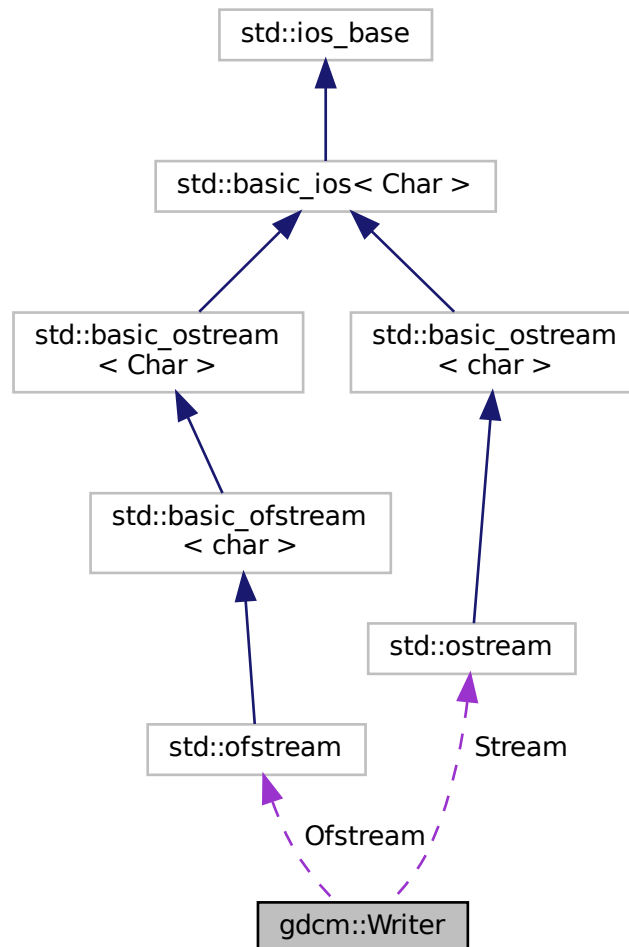 std::ios_base
std::basic_ios< Char >
std::basic_ostream
< Char >
std::basic_ostream
< char >
std::basic_ofstream
< char >
std::ostream
std::ofstream
Stream
Ofstream
gdcm::Writer